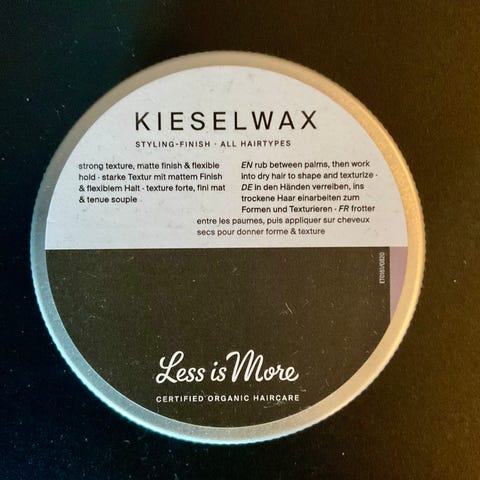 KIESELWAX
STYLING-FINISH · ALL HAIRTYPES
strong texture, matte finish & flexible
hold · starke Textur mit mattem Finish
& flexiblem Halt · texture forte, fini mat
& tenue souple
EN rub between palms, then work
into dry hair to shape and texturize ·
DE in den Händen verreiben, ins
trockene Haar einarbeiten zum
Formen und Texturieren · FR frotter
entre les paumes, puis appliquer sur cheveux
secs pour donner forme & texture
ET0161/0820
Less is More
CERTIFIED ORGANIC HAIRCARE